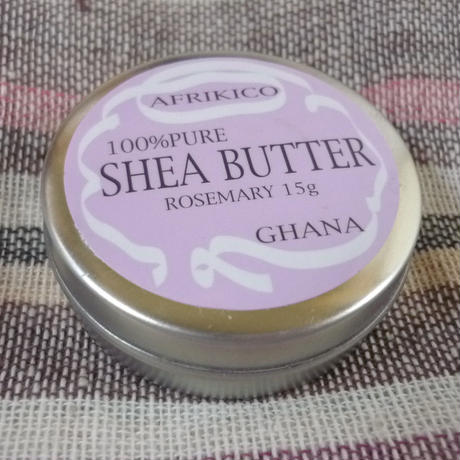 AFRIKICO
100%PURE
SHEA BUTTER
ROSEMARY 15g
GHANA